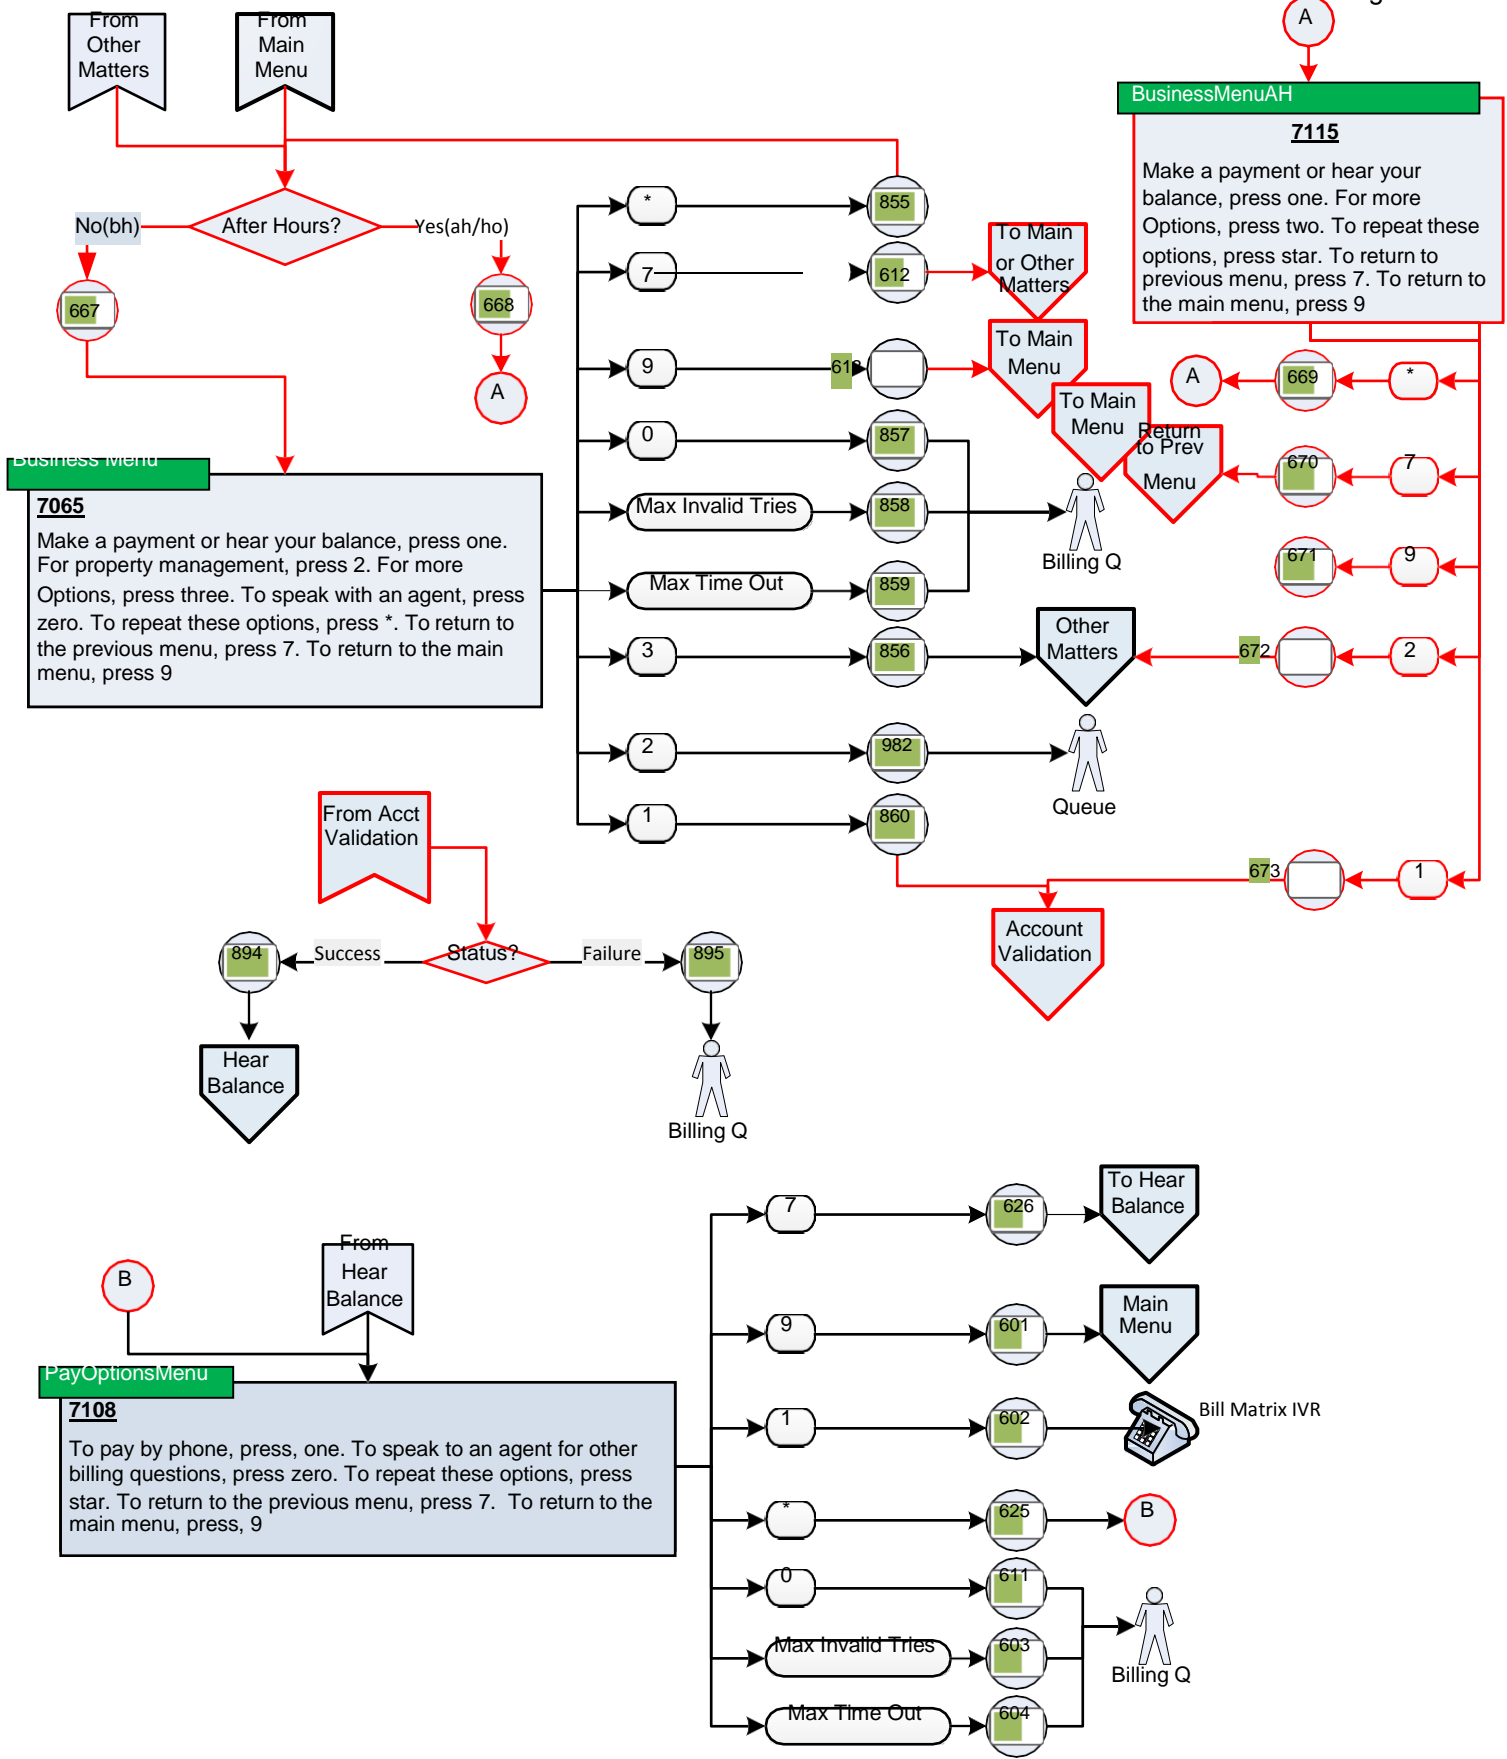 From
Other
Matters
From
Main
Menu
A
BusinessMenuAH
7115
Make a payment or hear your
balance, press one. For more
Options, press two. To repeat these
options, press star. To return to
previous menu, press 7. To return to
the main menu, press 9
After Hours?
No(bh)
Yes(ah/ho)
667
668
A
*
855
7
612
To Main
or Other
Matters
9
613
To Main
Menu
To Main
Menu
Return
to Prev
Menu
0
857
Max Invalid Tries
858
Billing Q
Max Time Out
859
3
856
Other
Matters
2
982
Queue
1
860
Account
Validation
A
669
*
670
7
671
9
672
2
673
1
Business Menu
7065
Make a payment or hear your balance, press one.
For property management, press 2. For more
Options, press three. To speak with an agent, press
zero. To repeat these options, press *. To return to
the previous menu, press 7. To return to the main
menu, press 9
From Acct
Validation
Status?
Success
Failure
894
895
Hear
Balance
Billing Q
B
From
Hear
Balance
PayOptionsMenu
7108
To pay by phone, press, one. To speak to an agent for other
billing questions, press zero. To repeat these options, press
star. To return to the previous menu, press 7. To return to the
main menu, press, 9
7
626
To Hear
Balance
9
601
Main
Menu
1
602
Bill Matrix IVR
*
625
B
0
611
Max Invalid Tries
603
Billing Q
Max Time Out
604